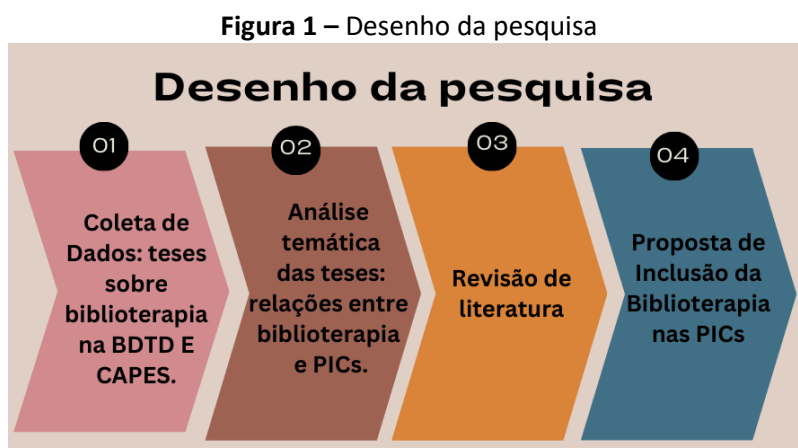 Figura 1 – Desenho da pesquisa
Desenho da pesquisa
01
Coleta de
Dados: teses
sobre
biblioterapia
na BDTD E
CAPES.
02
Análise
temática
das teses:
relações entre
biblioterapia
e PICs.
03
Revisão de
literatura
04
Proposta de
Inclusão da
Biblioterapia
nas PICs